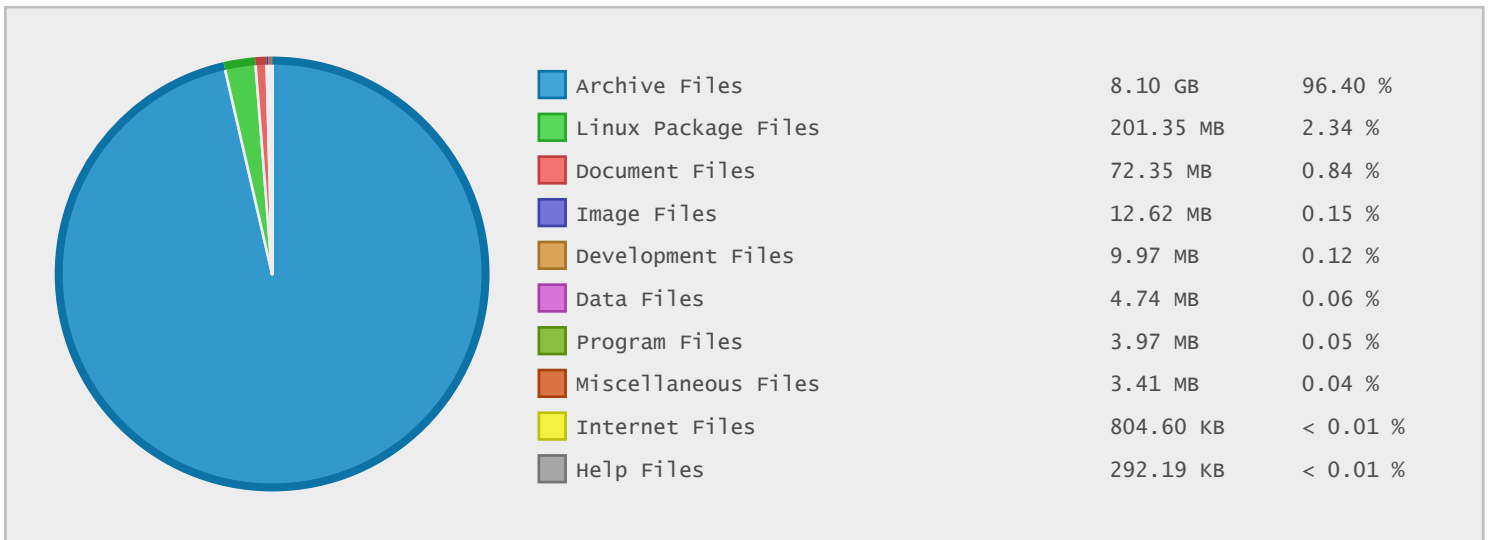 Archive Files 8.10 GB 96.40 %
Linux Package Files 201.35 MB 2.34 %
Document Files 72.35 MB 0.84 %
Image Files 12.62 MB 0.15 %
Development Files 9.97 MB 0.12 %
Data Files 4.74 MB 0.06 %
Program Files 3.97 MB 0.05 %
Miscellaneous Files 3.41 MB 0.04 %
Internet Files 804.60 KB < 0.01 %
Help Files 292.19 KB < 0.01 %